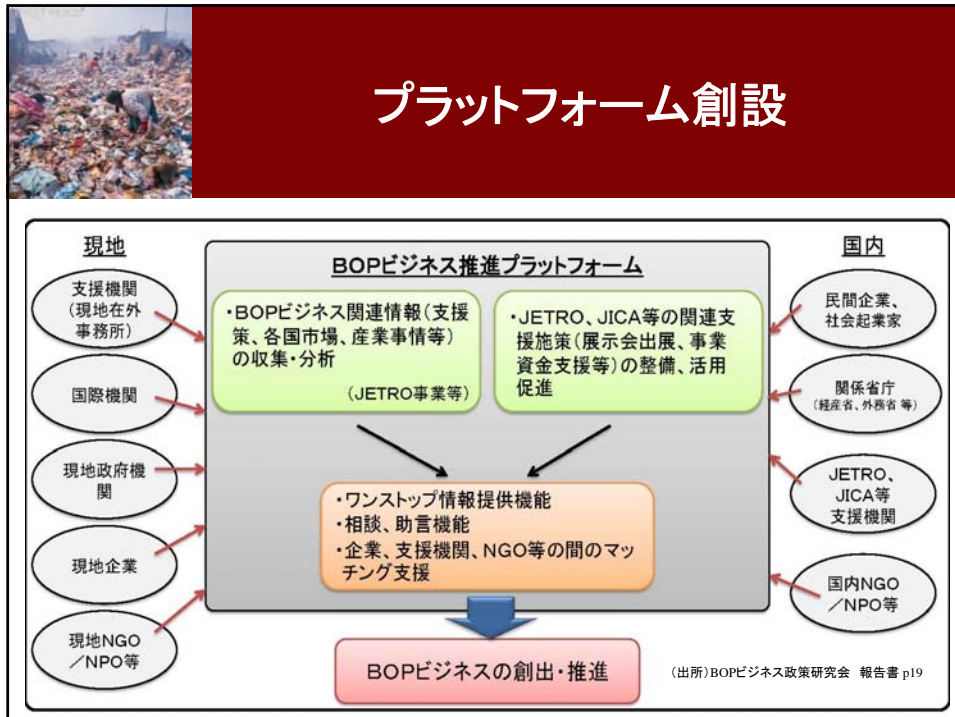 プラットフォーム創設
現地
支援機関
(現地在外
事務所)
国際機関
現地政府機
関
現地企業
現地NGO
／NPO等
BOPビジネス推進プラットフォーム
・BOPビジネス関連情報(支援
策、各国市場、産業事情等)
の収集・分析
(JETRO事業等)
・JETRO、JICA等の関連支
援施策(展示会出展、事業
資金支援等)の整備、活用
促進
・ワンストップ情報提供機能
・相談、助言機能
・企業、支援機関、NGO等の間のマッ
チング支援
BOPビジネスの創出・推進
国内
民間企業、
社会起業家
関係省庁
(経産省、外務省 等)
JETRO、
JICA等
支援機関
国内NGO
／NPO等
(出所)BOPビジネス政策研究会 報告書 p19